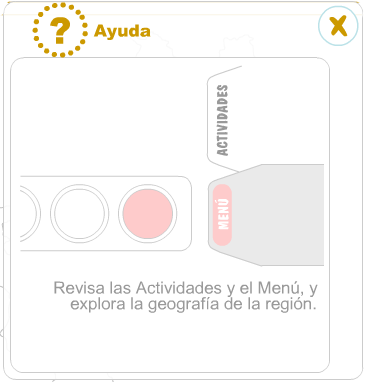 ? Ayuda X
ACTIVIDADES
MENÚ
Revisa las Actividades y el Menú, y
explora la geografía de la región.